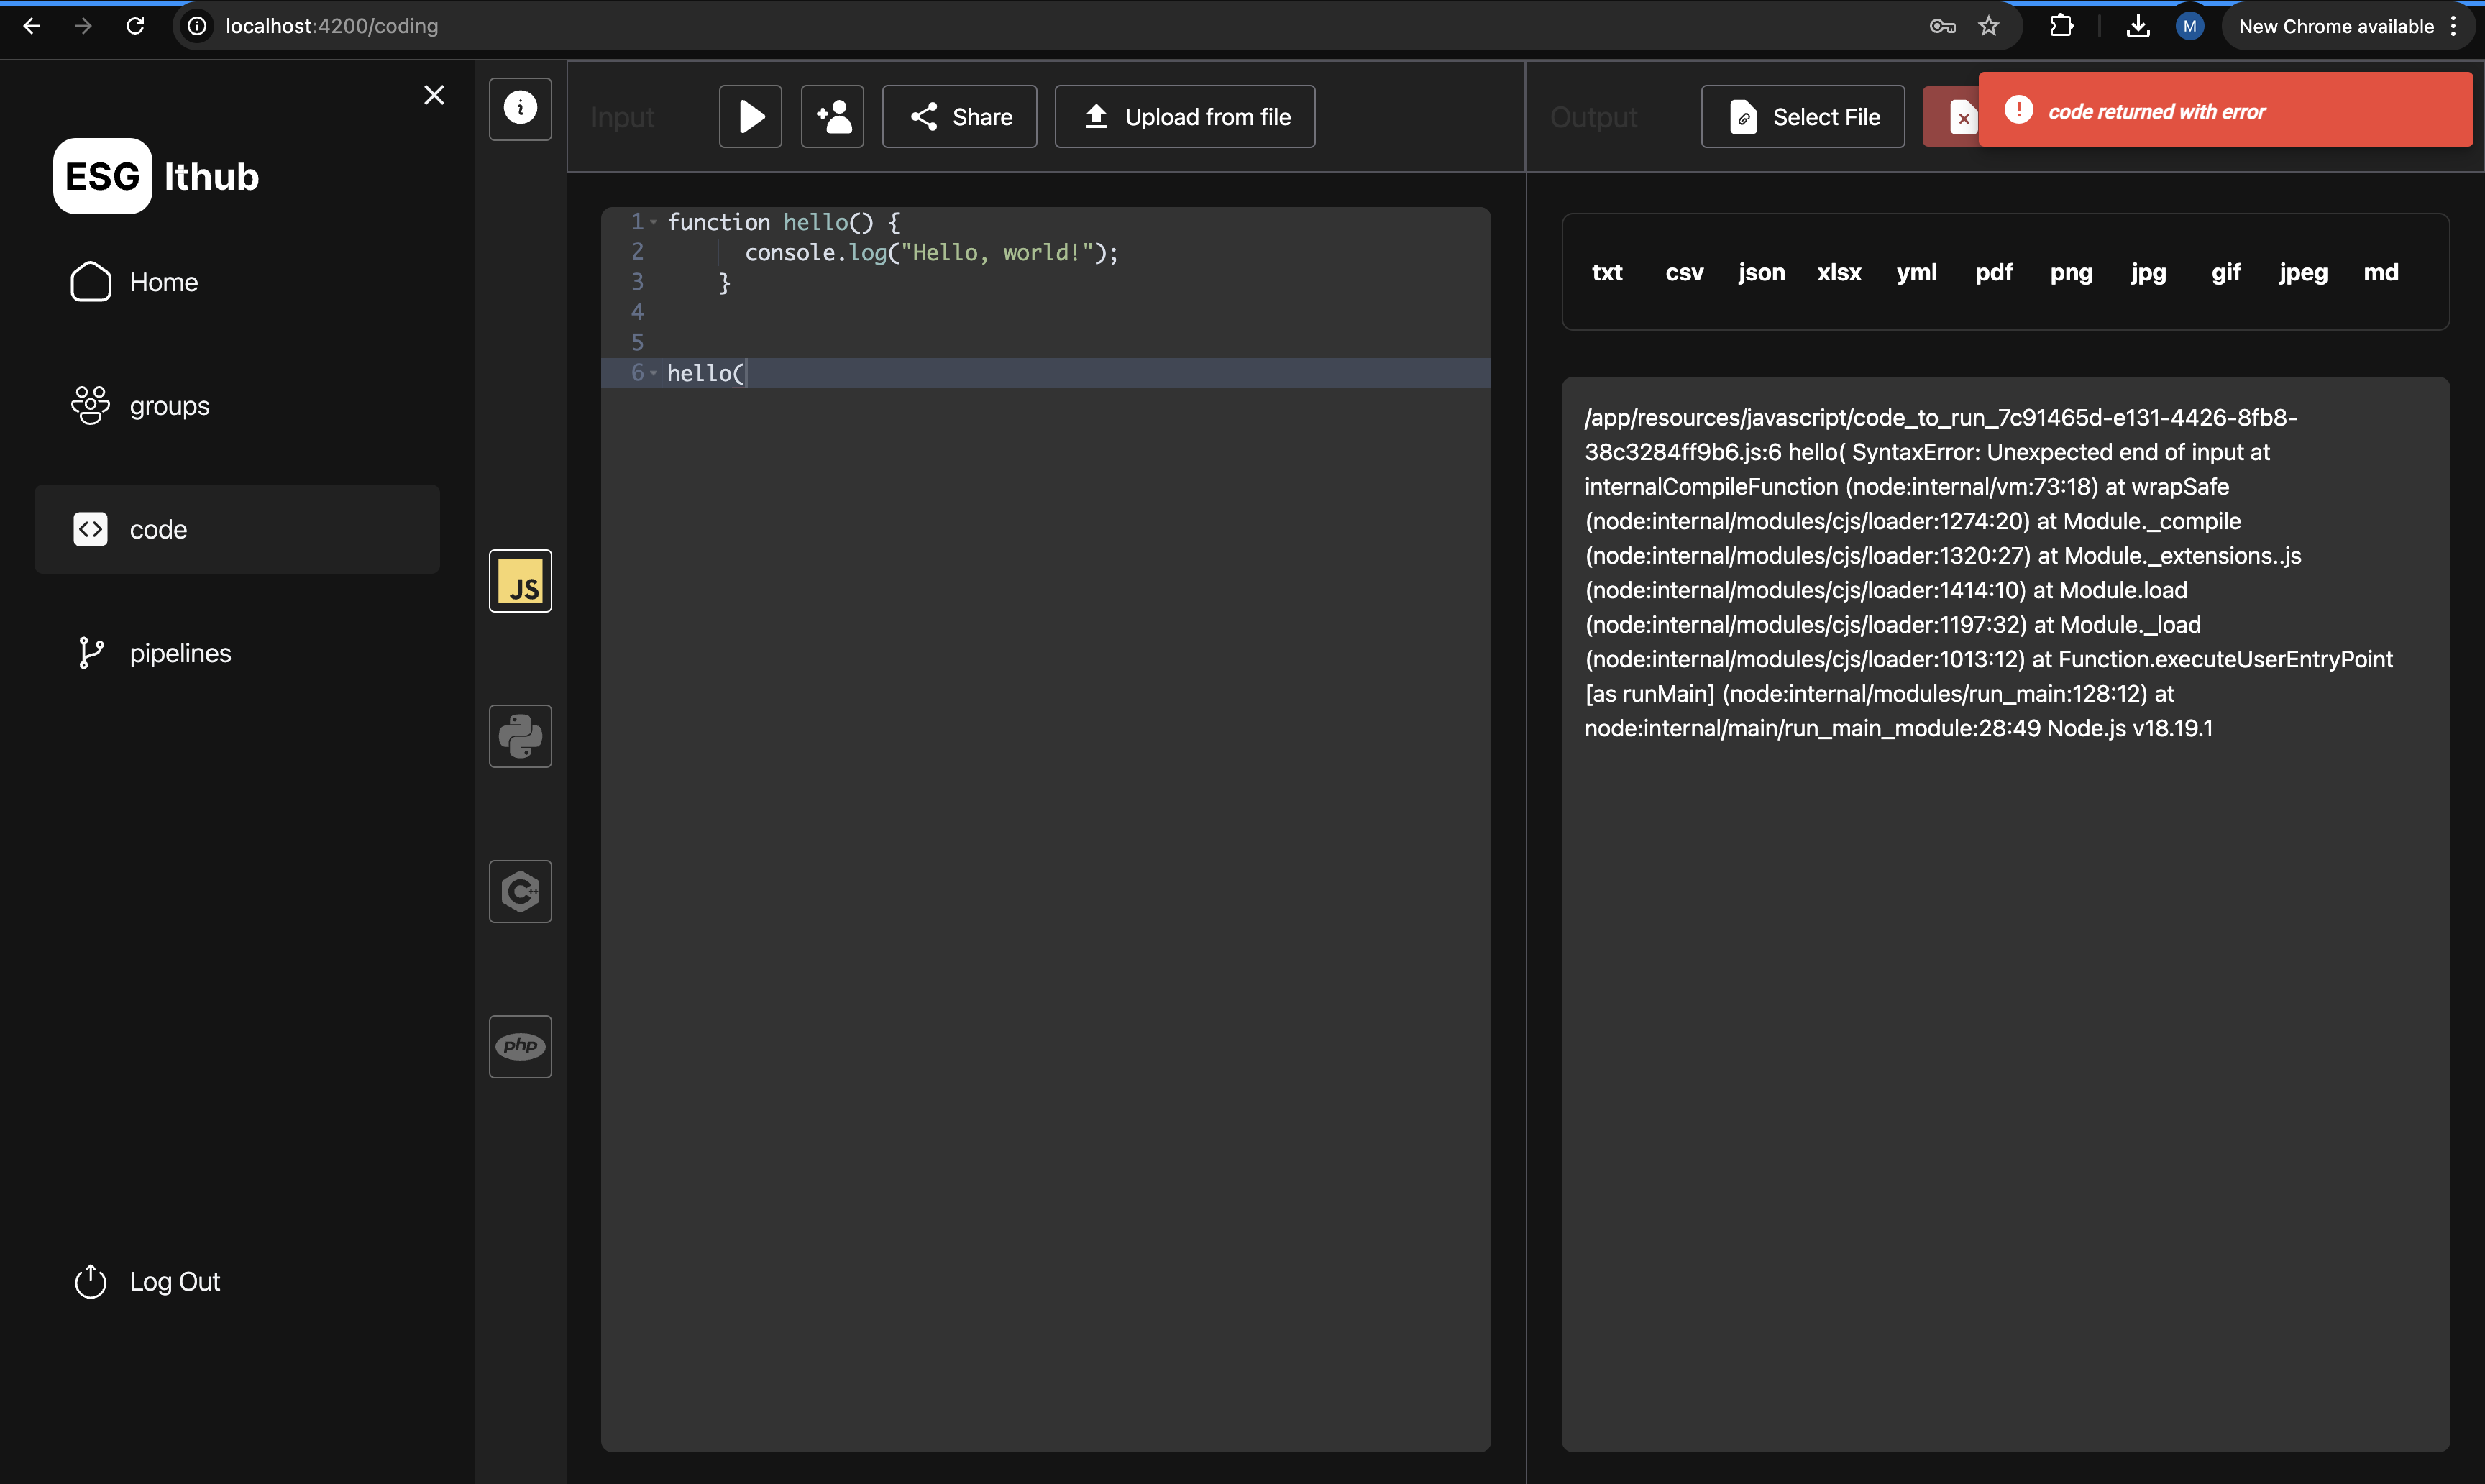 localhost:4200/coding
M
New Chrome available
ESG Ithub
Home
groups
code
pipelines
Log Out
JS
C++
php
Input
Share
Upload from file
1 function hello() {
2 console.log("Hello, world!");
3 }
4
5
6 hello(
Output
Select File
code returned with error
txt csv json xlsx yml pdf png jpg gif jpeg md
/app/resources/javascript/code_to_run_7c91465d-e131-4426-8fb8-
38c3284ff9b6.js:6 hello( SyntaxError: Unexpected end of input at
internalCompileFunction (node:internal/vm:73:18) at wrapSafe
(node:internal/modules/cjs/loader:1274:20) at Module._compile
(node:internal/modules/cjs/loader:1320:27) at Module._extensions..js
(node:internal/modules/cjs/loader:1414:10) at Module.load
(node:internal/modules/cjs/loader:1197:32) at Module._load
(node:internal/modules/cjs/loader:1013:12) at Function.executeUserEntryPoint
[as runMain] (node:internal/modules/run_main:128:12) at
node:internal/main/run_main_module:28:49 Node.js v18.19.1